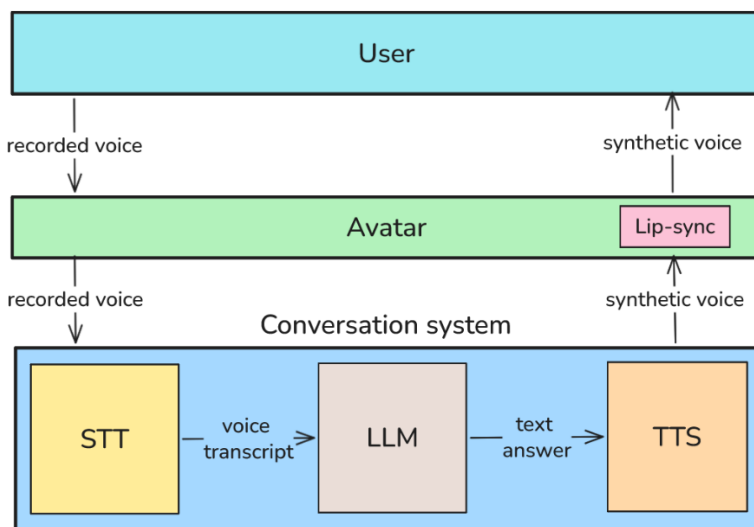 User
recorded voice
synthetic voice
Avatar
Lip-sync
recorded voice
synthetic voice
Conversation system
STT
voice
transcript
LLM
text
answer
TTS